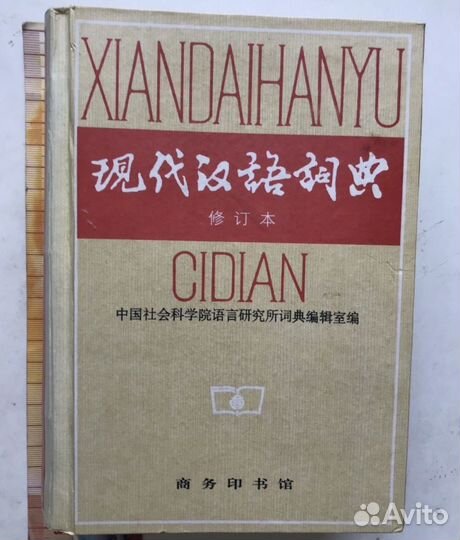 XIANDAIHANYU
现代汉语词典
修订本
CIDIAN
中国社会科学院语言研究所词典编辑室编
商务印书馆
Avito